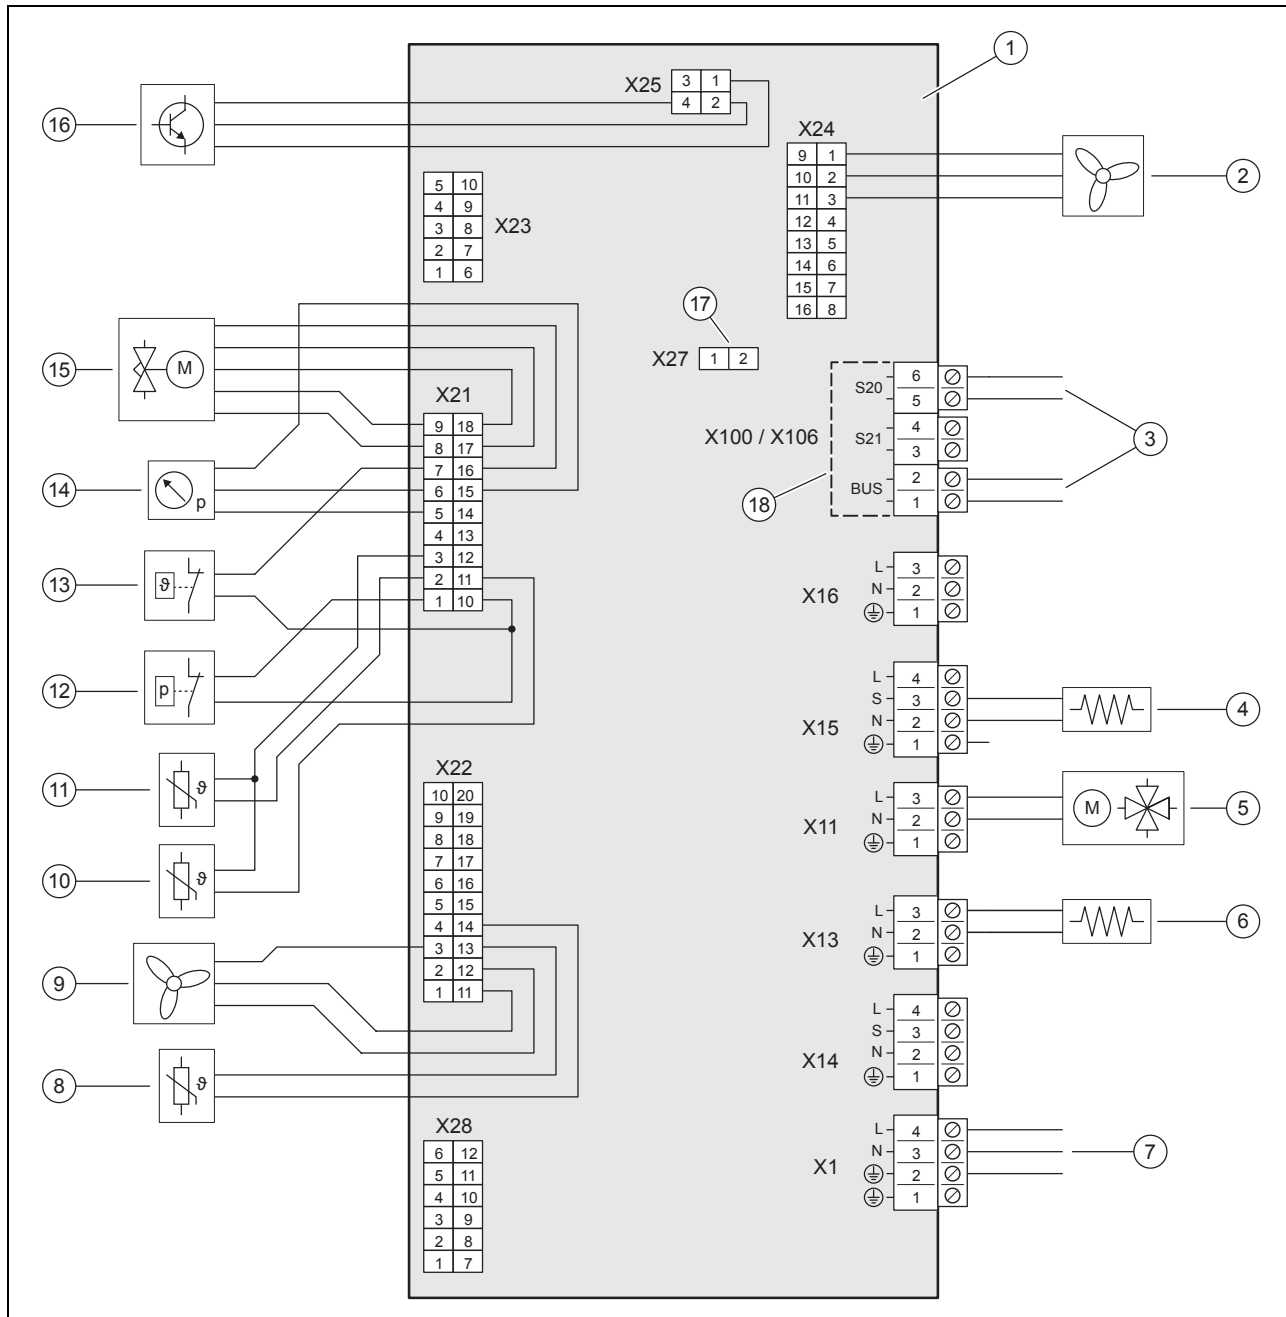 1
X25
3 1
4 2
16
X24
9 1
10 2
11 3
12 4
13 5
14 6
15 7
16 8
2
5 10
4 9
3 8
2 7
1 6
X23
17
X27
1 2
15
M
X21
9 18
8 17
7 16
6 15
5 14
4 13
3 12
2 11
1 10
X100 / X106
S20
6
5
S21
4
3
BUS
2
1
3
18
14
p
13
ϑ
X16
L 3
N 2
1
12
p
X15
L 4
S 3
N 2
1
4
11
ϑ
X22
10 20
9 19
8 18
7 17
6 16
5 15
4 14
3 13
2 12
1 11
X11
L 3
N 2
1
M
5
10
ϑ
X13
L 3
N 2
1
6
9
X14
L 4
S 3
N 2
1
8
ϑ
X28
6 12
5 11
4 10
3 9
2 8
1 7
X1
L 4
N 3
2
1
7